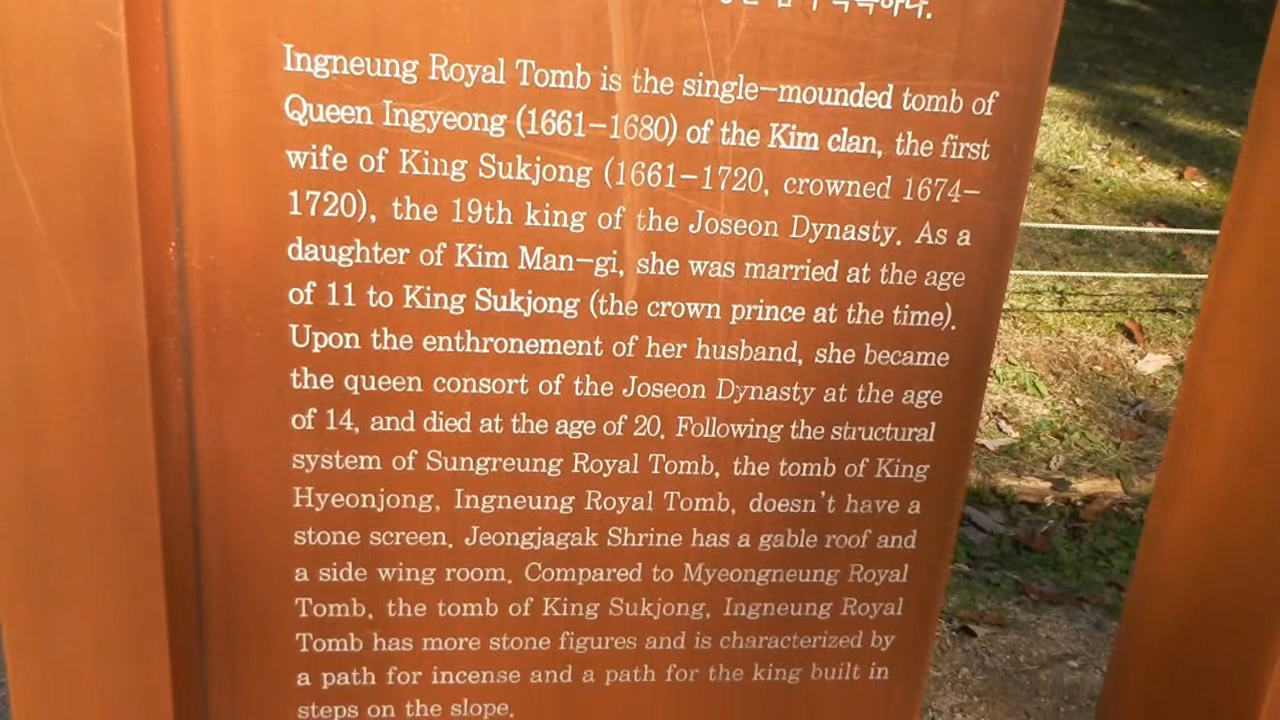 Ingneung Royal Tomb is the single-mounded tomb of
Queen Ingyeong (1661-1680) of the Kim clan, the first
wife of King Sukjong (1661-1720, crowned 1674-
1720), the 19th king of the Joseon Dynasty. As a
daughter of Kim Man-gi, she was married at the age
of 11 to King Sukjong (the crown prince at the time).
Upon the enthronement of her husband, she became
the queen consort of the Joseon Dynasty at the age
of 14, and died at the age of 20. Following the structural
system of Sungreung Royal Tomb, the tomb of King
Hyeonjong, Ingneung Royal Tomb, doesn't have a
stone screen. Jeongjagak Shrine has a gable roof and
a side wing room. Compared to Myeongneung Royal
Tomb, the tomb of King Sukjong, Ingneung Royal
Tomb has more stone figures and is characterized by
a path for incense and a path for the king built in
steps on the slope.